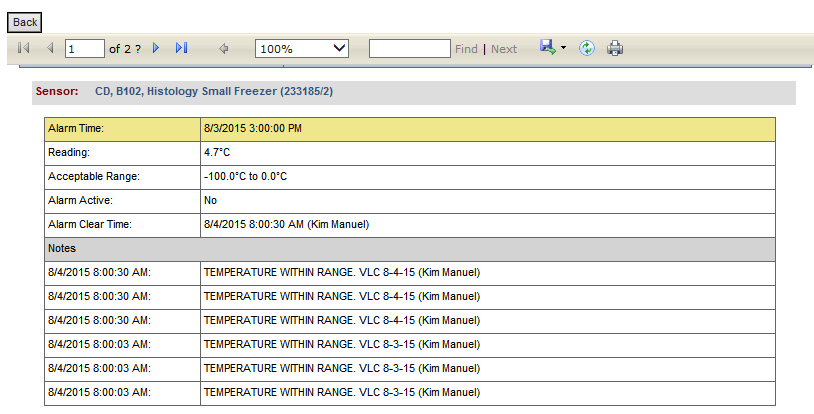 Back
1 of 2 ? 100% Find | Next
Sensor: CD, B102, Histology Small Freezer (233185/2)
Alarm Time: 8/3/2015 3:00:00 PM
Reading: 4.7°C
Acceptable Range: -100.0°C to 0.0°C
Alarm Active: No
Alarm Clear Time: 8/4/2015 8:00:30 AM (Kim Manuel)
Notes
8/4/2015 8:00:30 AM: TEMPERATURE WITHIN RANGE. VLC 8-4-15 (Kim Manuel)
8/4/2015 8:00:30 AM: TEMPERATURE WITHIN RANGE. VLC 8-4-15 (Kim Manuel)
8/4/2015 8:00:30 AM: TEMPERATURE WITHIN RANGE. VLC 8-4-15 (Kim Manuel)
8/4/2015 8:00:03 AM: TEMPERATURE WITHIN RANGE. VLC 8-3-15 (Kim Manuel)
8/4/2015 8:00:03 AM: TEMPERATURE WITHIN RANGE. VLC 8-3-15 (Kim Manuel)
8/4/2015 8:00:03 AM: TEMPERATURE WITHIN RANGE. VLC 8-3-15 (Kim Manuel)